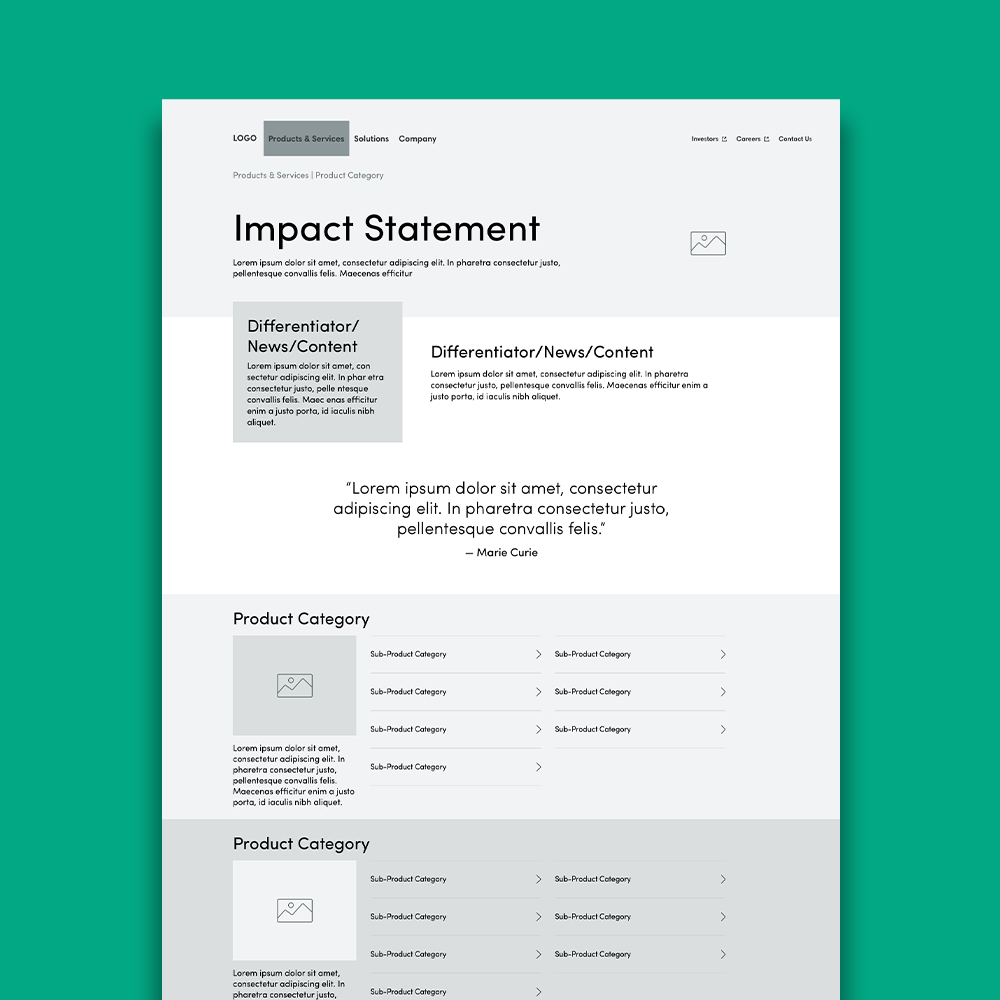 LOGO Products & Services Solutions Company Investors Careers Contact Us
Products & Services | Product Category
Impact Statement
Lorem ipsum dolor sit amet, consectetur adipiscing elit. In pharetra consectetur justo,
pellentesque convallis felis. Maecenas efficitur
Differentiator/
News/Content
Lorem ipsum dolor sit amet, con
sectetur adipiscing elit. In phar etra
consectetur justo, pelle ntesque
convallis felis. Maec enas efficitur
enim a justo porta, id iaculis nibh
aliquet.
Differentiator/News/Content
Lorem ipsum dolor sit amet, consectetur adipiscing elit. In pharetra
consectetur justo, pellentesque convallis felis. Maecenas efficitur enim a
justo porta, id iaculis nibh aliquet.
“Lorem ipsum dolor sit amet, consectetur
adipiscing elit. In pharetra consectetur justo,
pellentesque convallis felis.”
— Marie Curie
Product Category
Lorem ipsum dolor sit amet,
consectetur adipiscing elit. In
pharetra consectetur justo,
pellentesque convallis felis.
Maecenas efficitur enim a justo
porta, id iaculis nibh aliquet.
Sub-Product Category
Sub-Product Category
Sub-Product Category
Sub-Product Category
Sub-Product Category
Sub-Product Category
Sub-Product Category
Product Category
Lorem ipsum dolor sit amet,
consectetur adipiscing elit. In
pharetra consectetur justo,
Sub-Product Category
Sub-Product Category
Sub-Product Category
Sub-Product Category
Sub-Product Category
Sub-Product Category
Sub-Product Category